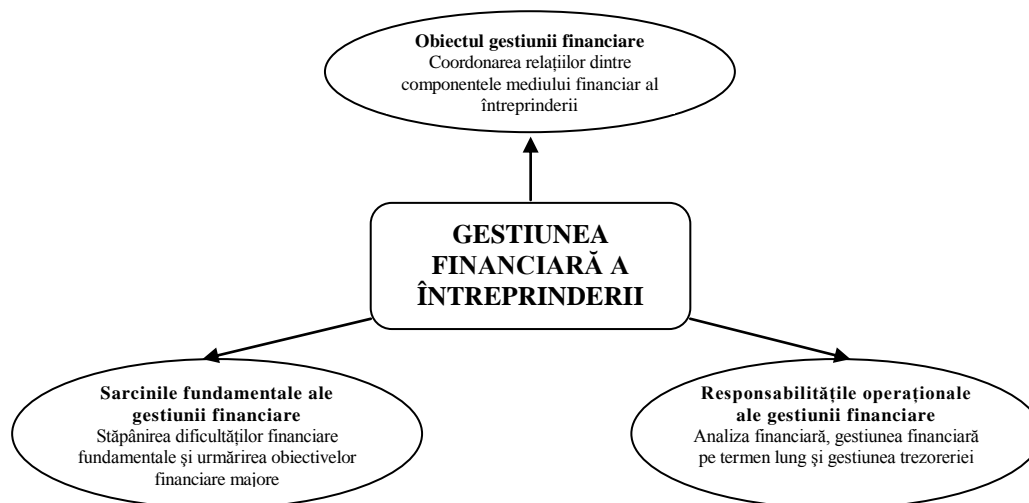 Obiectul gestiunii financiare
Coordonarea relațiilor dintre
componentele mediului financiar al
întreprinderii
GESTIUNEA
FINANCIARĂ A
ÎNTREPRINDERII
Sarcinile fundamentale ale
gestiunii financiare
Stăpânirea dificultăților financiare
fundamentale şi urmărirea obiectivelor
financiare majore
Responsabilitățile operaționale
ale gestiunii financiare
Analiza financiară, gestiunea financiară
pe termen lung şi gestiunea trezoreriei